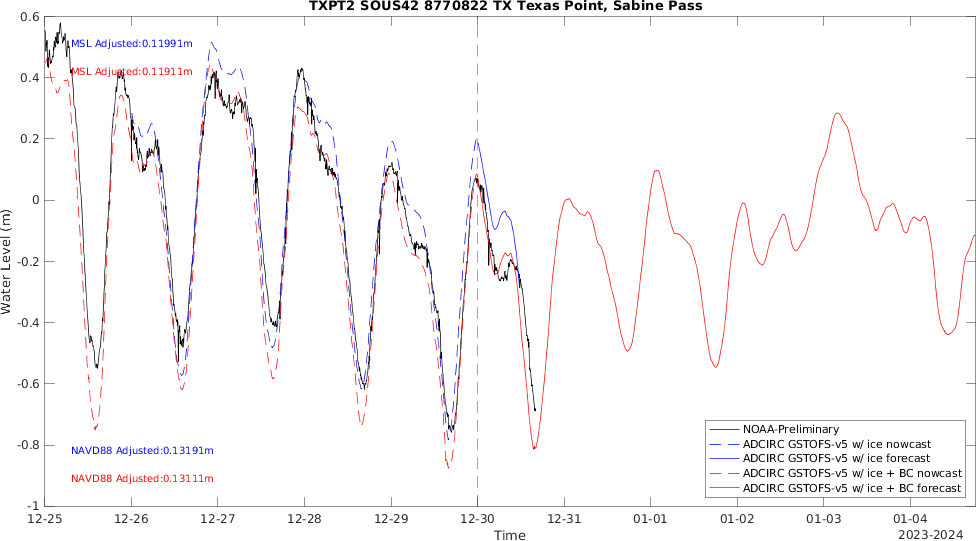 TXPT2 SOUS42 8770822 TX Texas Point, Sabine Pass
0.6
0.4
0.2
0
-0.2
-0.4
-0.6
-0.8
-1
Water Level (m)
MSL Adjusted:0.11991m
MSL Adjusted:0.11911m
NAVD88 Adjusted:0.13191m
NAVD88 Adjusted:0.13111m
NOAA-Preliminary
ADCIRC GSTOFS-v5 w/ ice nowcast
ADCIRC GSTOFS-v5 w/ ice forecast
ADCIRC GSTOFS-v5 w/ ice + BC nowcast
ADCIRC GSTOFS-v5 w/ ice + BC forecast
12-25 12-26 12-27 12-28 12-29 12-30 12-31 01-01 01-02 01-03 01-04
Time
2023-2024